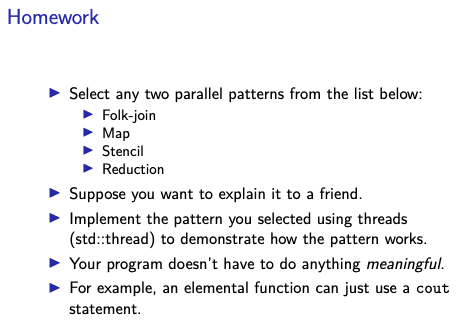 Homework
Select any two parallel patterns from the list below:
Folk-join
Map
Stencil
Reduction
Suppose you want to explain it to a friend.
Implement the pattern you selected using threads
(std::thread) to demonstrate how the pattern works.
Your program doesn't have to do anything meaningful.
For example, an elemental function can just use a cout
statement.